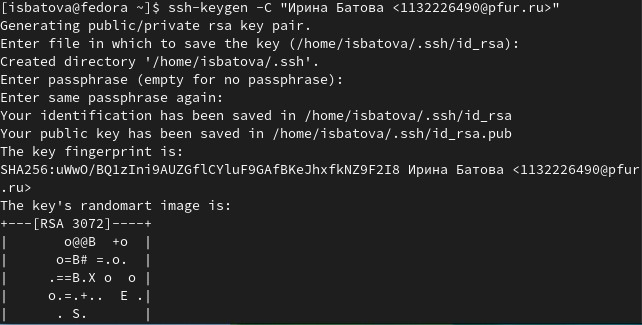 [isbatova@fedora ~]$ ssh-keygen -C "Ирина Батова <1132226490@pfur.ru>"
Generating public/private rsa key pair.
Enter file in which to save the key (/home/isbatova/.ssh/id_rsa):
Created directory '/home/isbatova/.ssh'.
Enter passphrase (empty for no passphrase):
Enter same passphrase again:
Your identification has been saved in /home/isbatova/.ssh/id_rsa
Your public key has been saved in /home/isbatova/.ssh/id_rsa.pub
The key fingerprint is:
SHA256:uWwO/BQ1zIni9AUZGflCYluF9GAfBKeJhxfkNZ9F2I8 Ирина Батова <1132226490@pfur
.ru>
The key's randomart image is:
+---[RSA 3072]----+
|       o@@B  +o  |
|      o=B# =.o.  |
|     .==B.X o  o |
|     o.=.+..  E .|
|      . S.       |